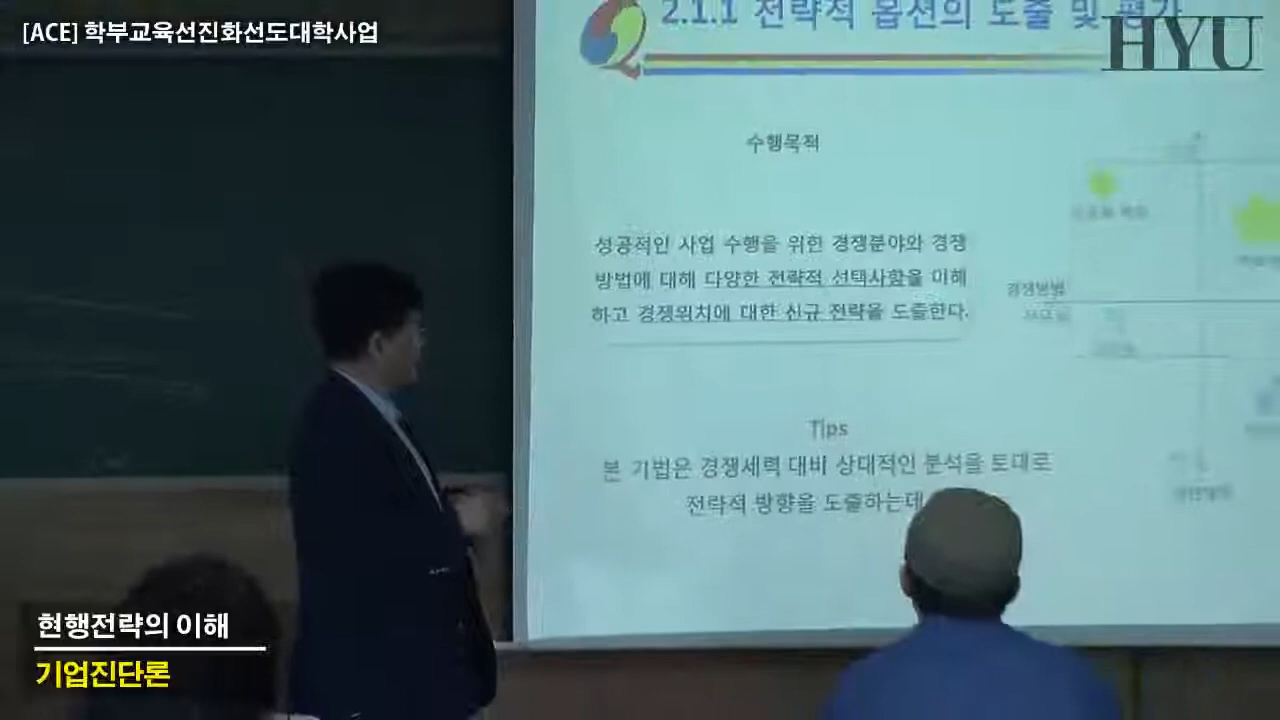 [ACE] 학부교육선진화선도대학사업
2.1.1 전략적 옵션의 도출 및 평가
HYU
수행목적
성공적인 사업 수행을 위한 경쟁분야와 경쟁
방법에 대해 다양한 전략적 선택사항을 이해
하고 경쟁위치에 대한 신규 전략을 도출한다.
경쟁방법
Tips
본 기법은 경쟁세력 대비 상대적인 분석을 토대로
전략적 방향을 도출하는데
현행전략의 이해
기업진단론